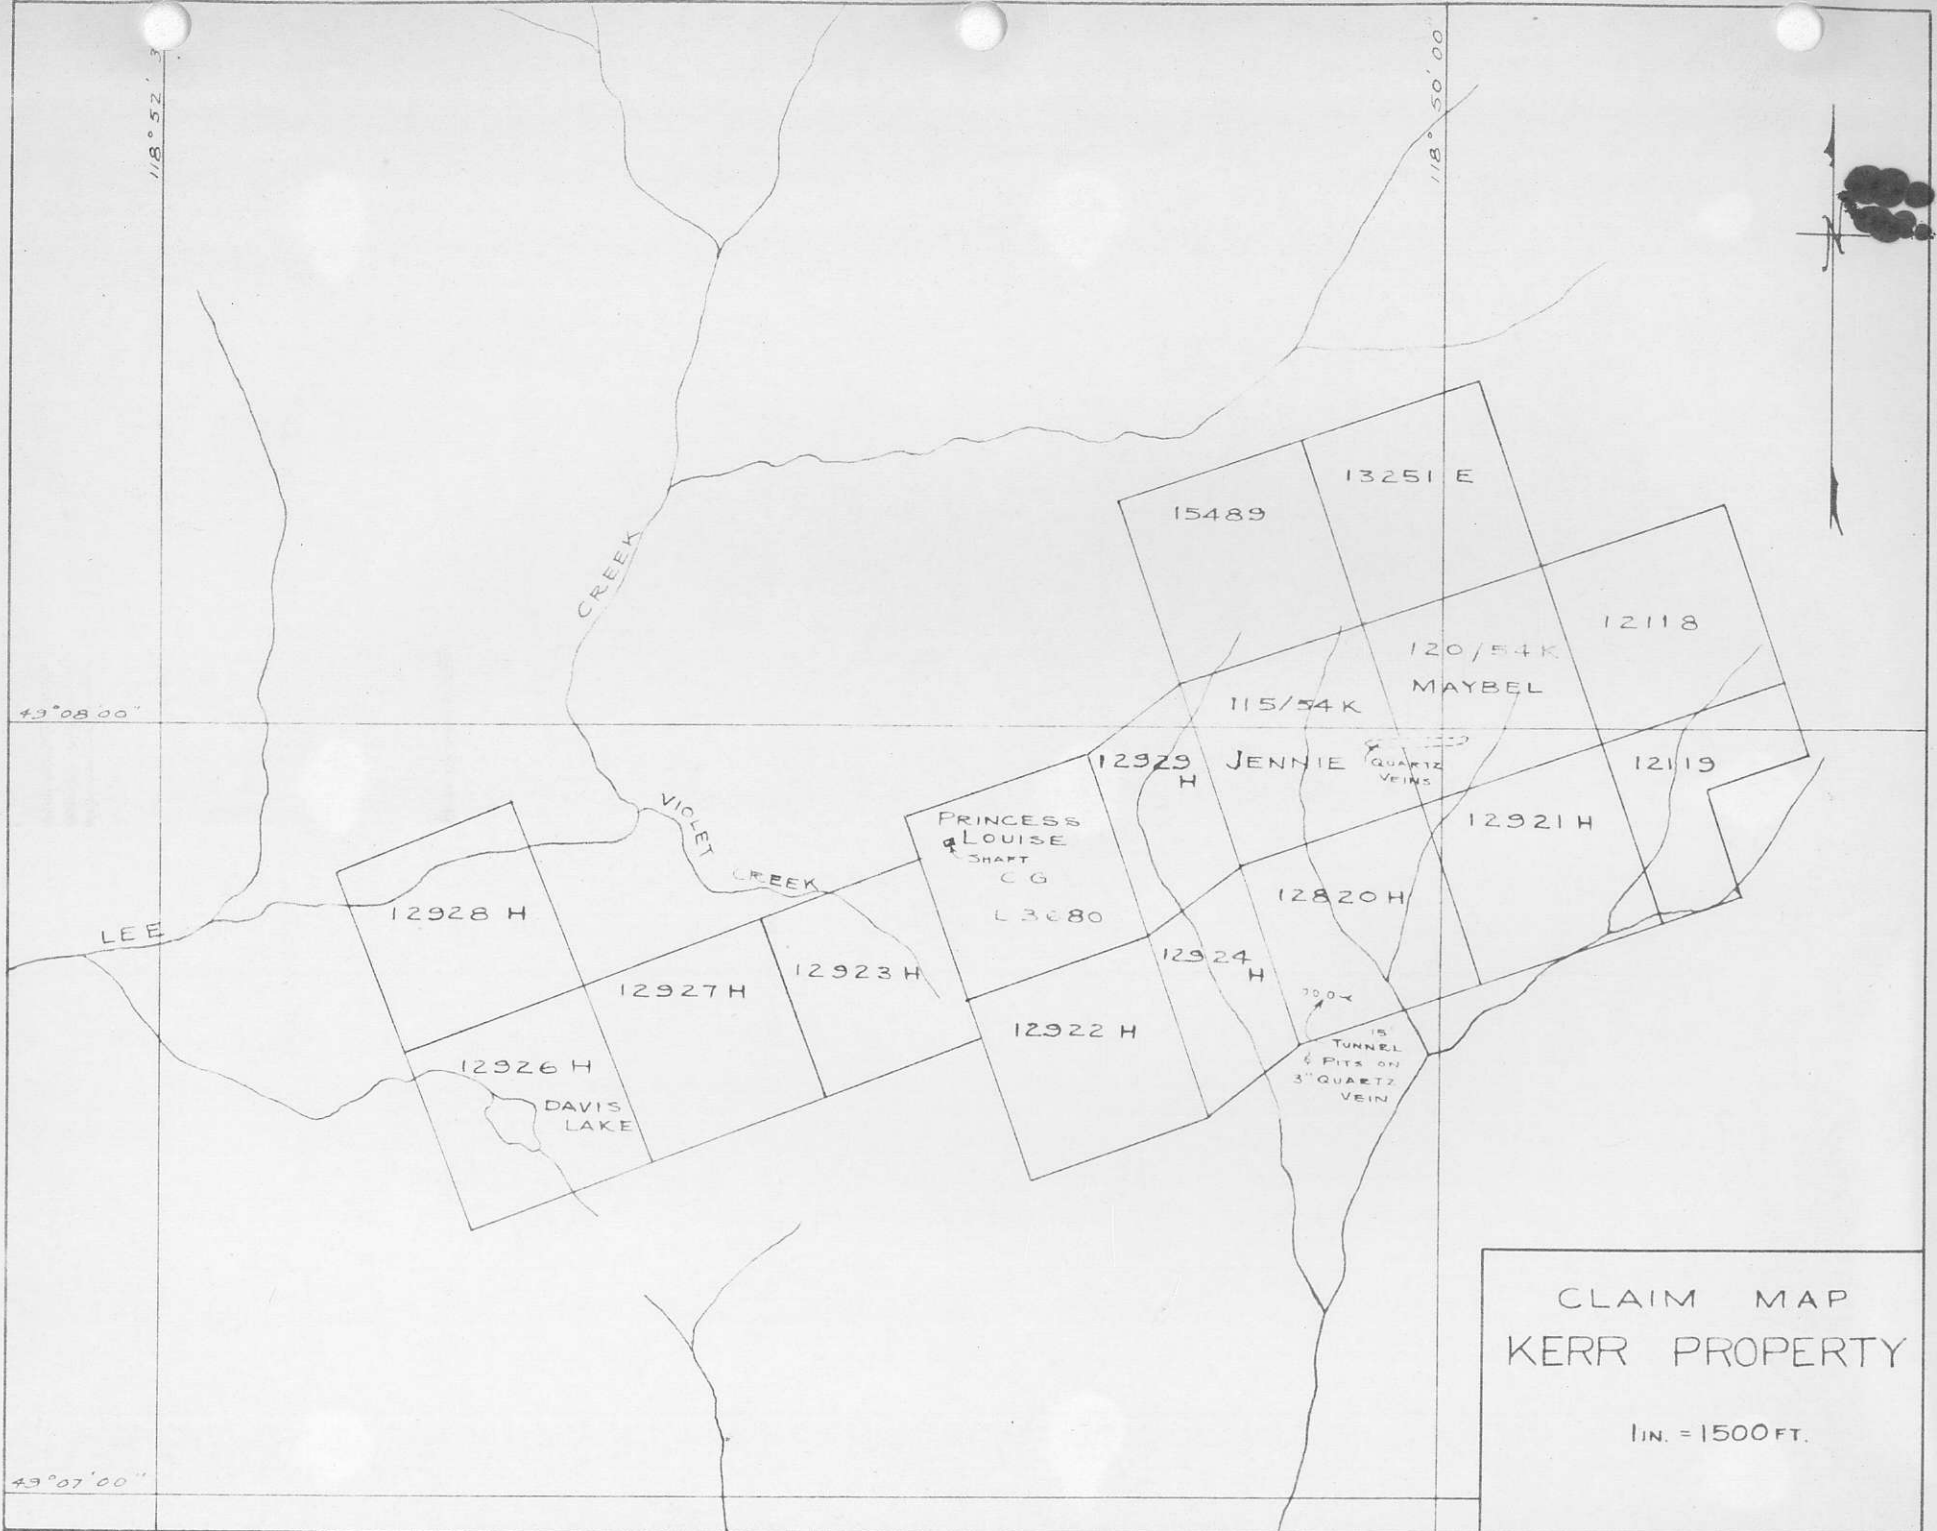 118° 52' 3
118° 50' 00"
N
13251 E
15489
CREEK
12118
120/54 K
MAYBEL
115/54 K
49° 08' 00"
12929
H
JENNIE
QUARTZ
VEINS
12119
VIOLET
CREEK
PRINCESS
LOUISE
SHAFT
C G
L 3680
12921 H
12820 H
12928 H
LEE
12927 H
12923 H
12924
H
12922 H
15'
TUNNEL
& PITS ON
3" QUARTZ
VEIN
12926 H
DAVIS
LAKE
CLAIM MAP
KERR PROPERTY
1 IN. = 1500 FT.
49° 07' 00"